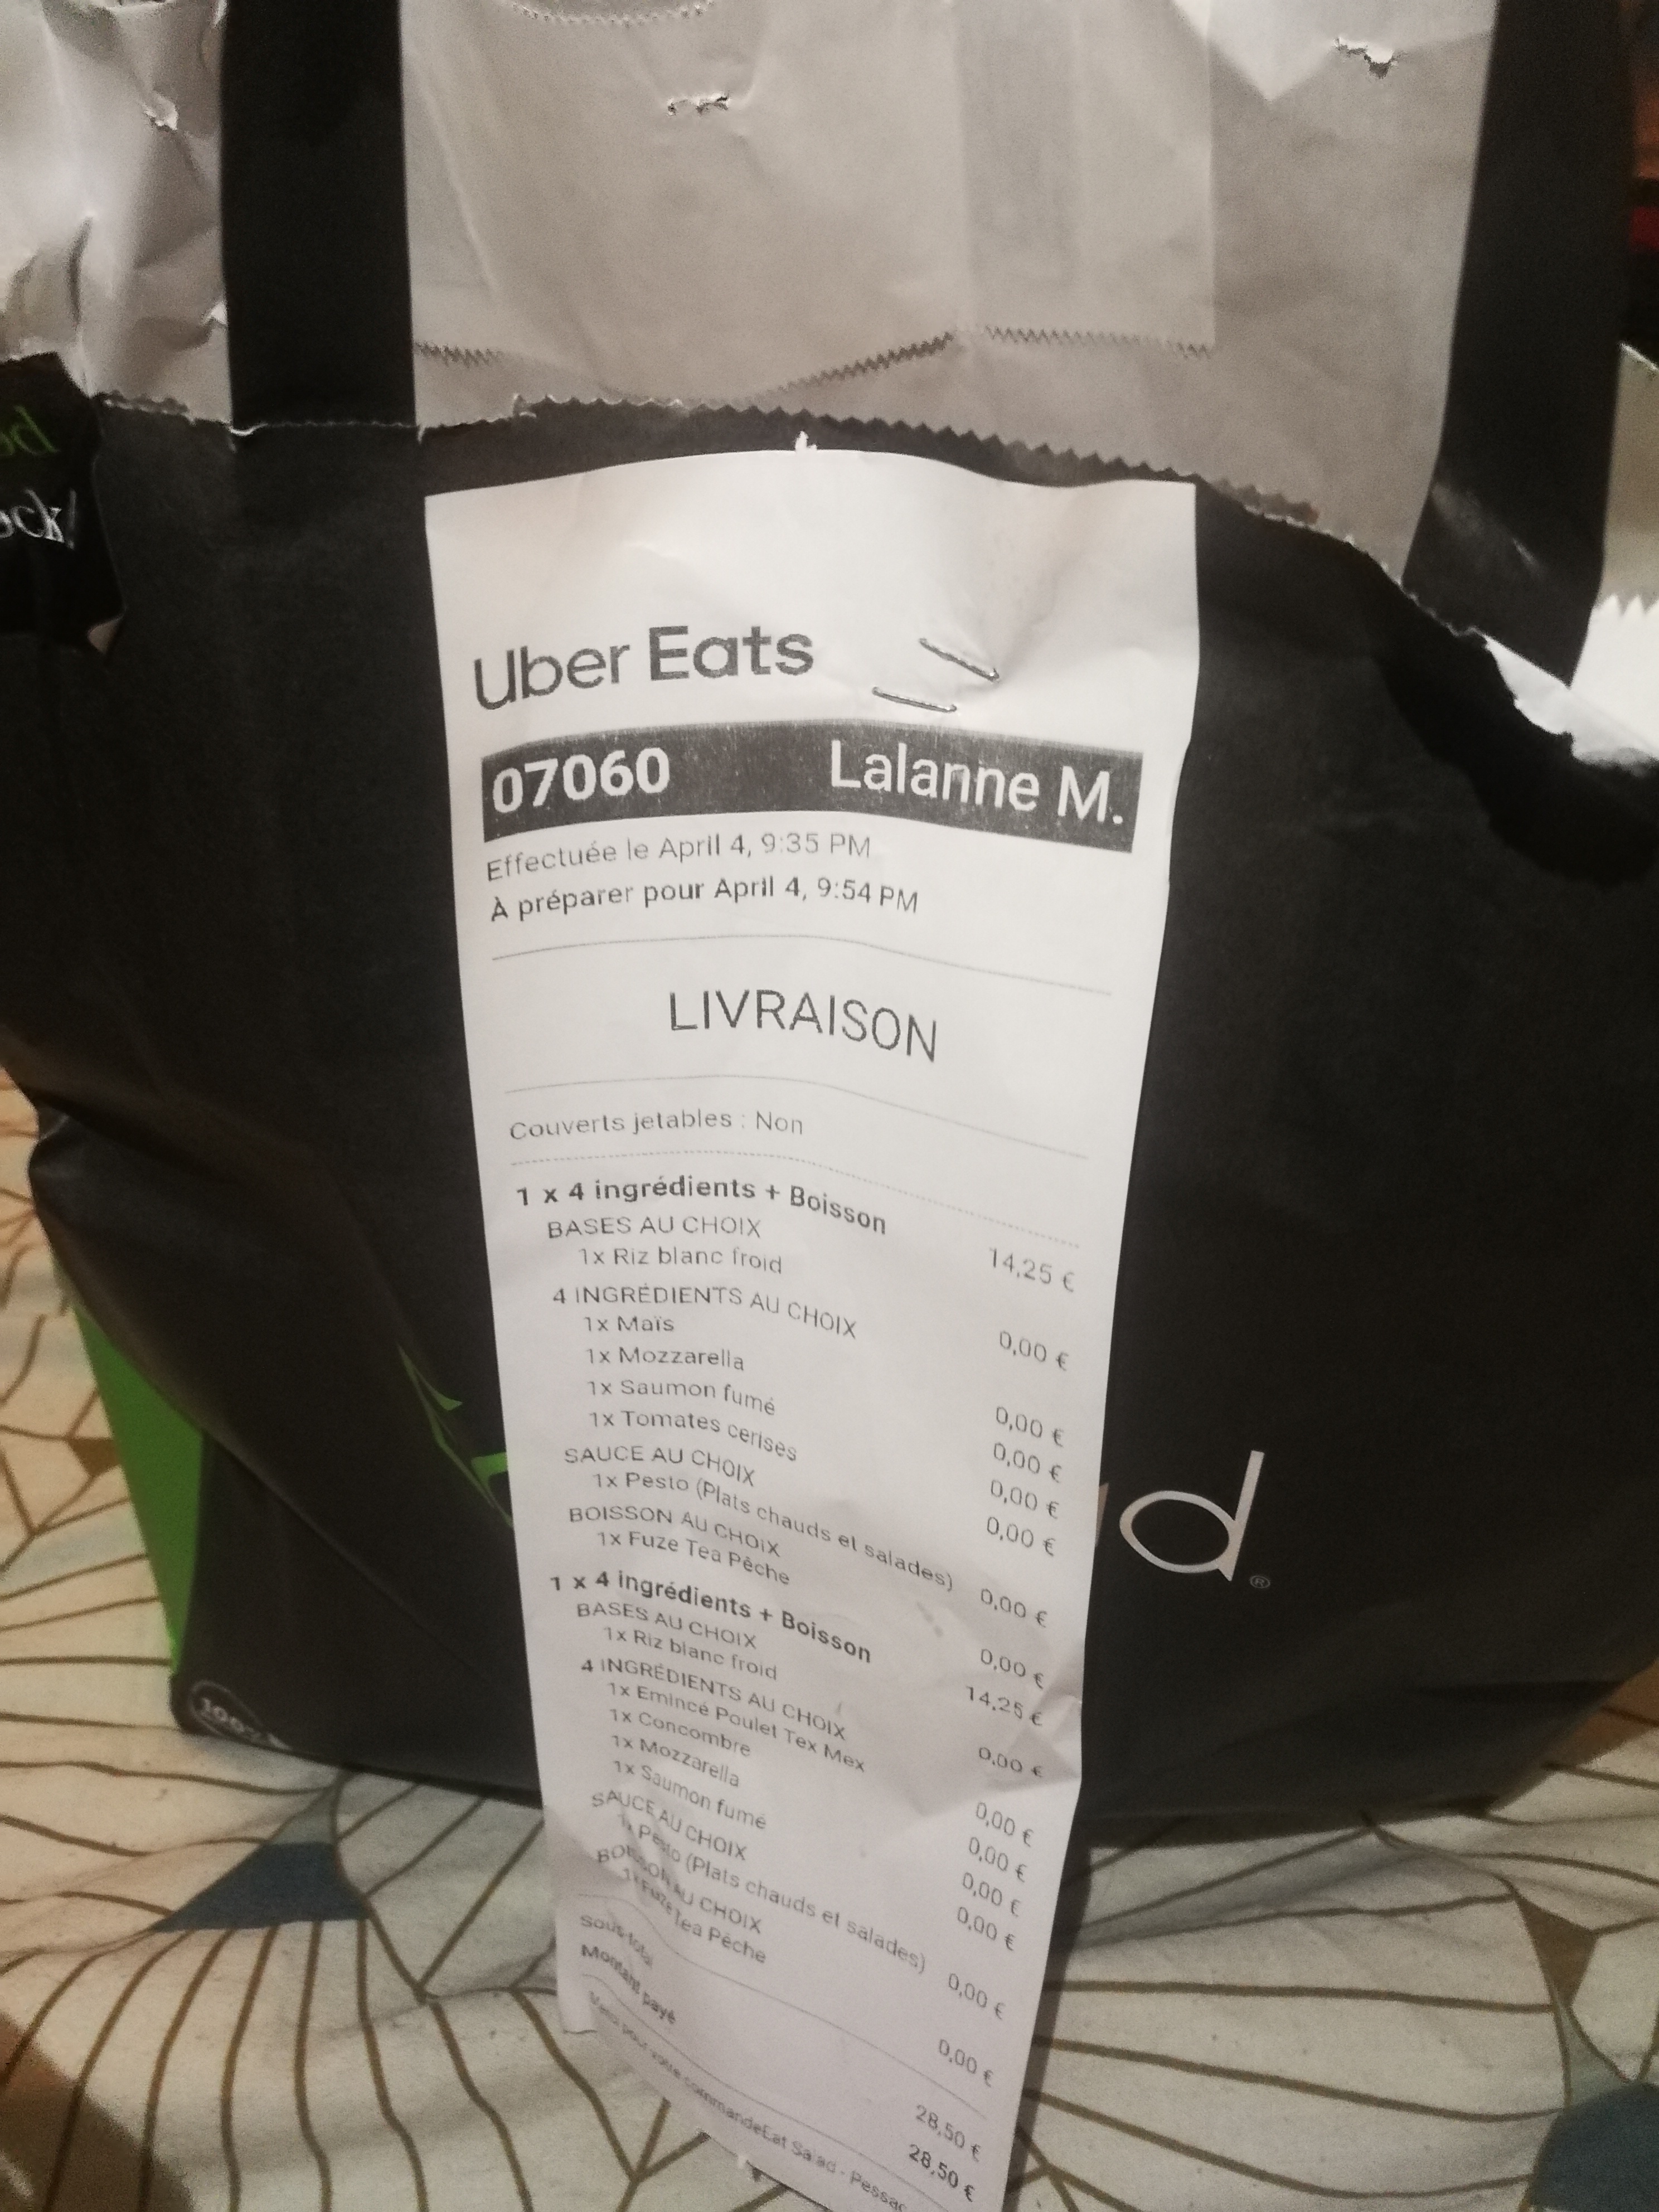 Uber Eats
07060 Lalanne M.
Effectuée le April 4, 9:35 PM
À préparer pour April 4, 9:54 PM
LIVRAISON
Couverts jetables : Non
1 x 4 ingrédients + Boisson 14,25 €
BASES AU CHOIX
1x Riz blanc froid 0,00 €
4 INGRÉDIENTS AU CHOIX
1x Maïs 0,00 €
1x Mozzarella 0,00 €
1x Saumon fumé 0,00 €
1x Tomates cerises 0,00 €
SAUCE AU CHOIX
1x Pesto (Plats chauds et salades) 0,00 €
BOISSON AU CHOIX
1x Fuze Tea Pêche 0,00 €
1 x 4 ingrédients + Boisson 14,25 €
BASES AU CHOIX
1x Riz blanc froid 0,00 €
4 INGRÉDIENTS AU CHOIX
1x Emincé Poulet Tex Mex 0,00 €
1x Concombre 0,00 €
1x Mozzarella 0,00 €
1x Saumon fumé 0,00 €
SAUCE AU CHOIX
1x Pesto (Plats chauds et salades) 0,00 €
BOISSON AU CHOIX
1x Fuze Tea Pêche 0,00 €
Sous-total 28,50 €
Montant payé 28,50 €
Merci pour votre commandeEat Salad - Pessac
d®
100%